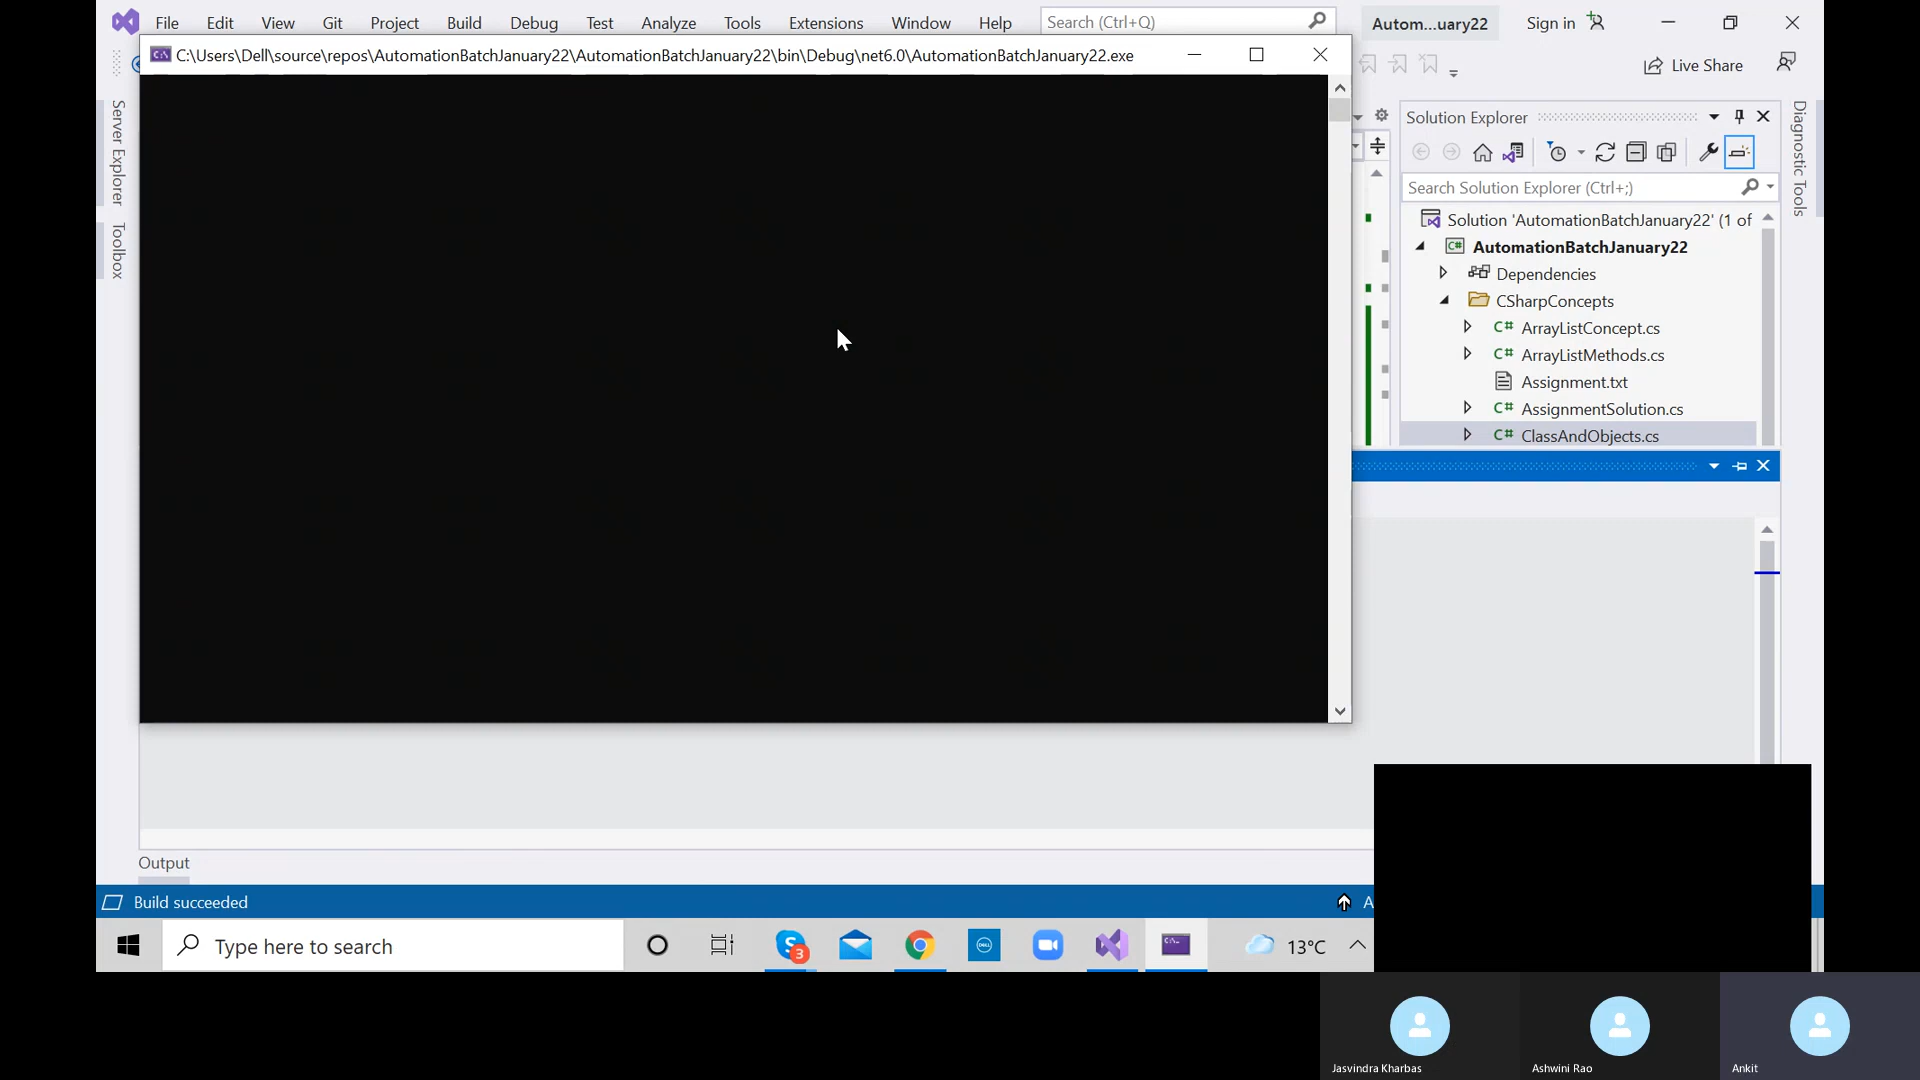 File Edit View Git Project Build Debug Test Analyze Tools Extensions Window Help Search (Ctrl+Q) Autom...uary22 Sign in
C:\Users\Dell\source\repos\AutomationBatchJanuary22\AutomationBatchJanuary22\bin\Debug\net6.0\AutomationBatchJanuary22.exe
Live Share
Server Explorer
Toolbox
Diagnostic Tools
Solution Explorer
Search Solution Explorer (Ctrl+;)
Solution 'AutomationBatchJanuary22' (1 of
C# AutomationBatchJanuary22
Dependencies
CSharpConcepts
C# ArrayListConcept.cs
C# ArrayListMethods.cs
Assignment.txt
C# AssignmentSolution.cs
C# ClassAndObjects.cs
Output
Build succeeded
A
Type here to search
3
DELL
13°C
Jasvindra Kharbas
Ashwini Rao
Ankit